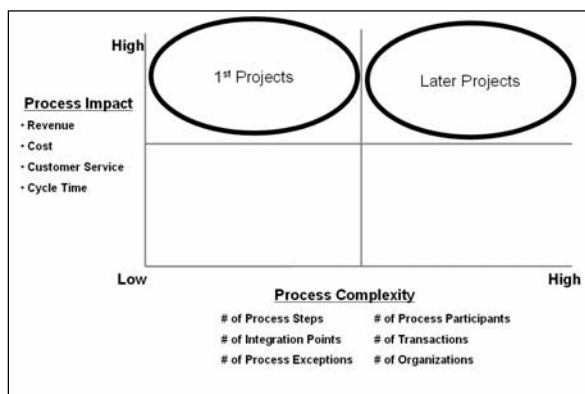 High
1st Projects
Later Projects
Process Impact
• Revenue
• Cost
• Customer Service
• Cycle Time
Low
High
Process Complexity
# of Process Steps
# of Process Participants
# of Integration Points
# of Transactions
# of Process Exceptions
# of Organizations